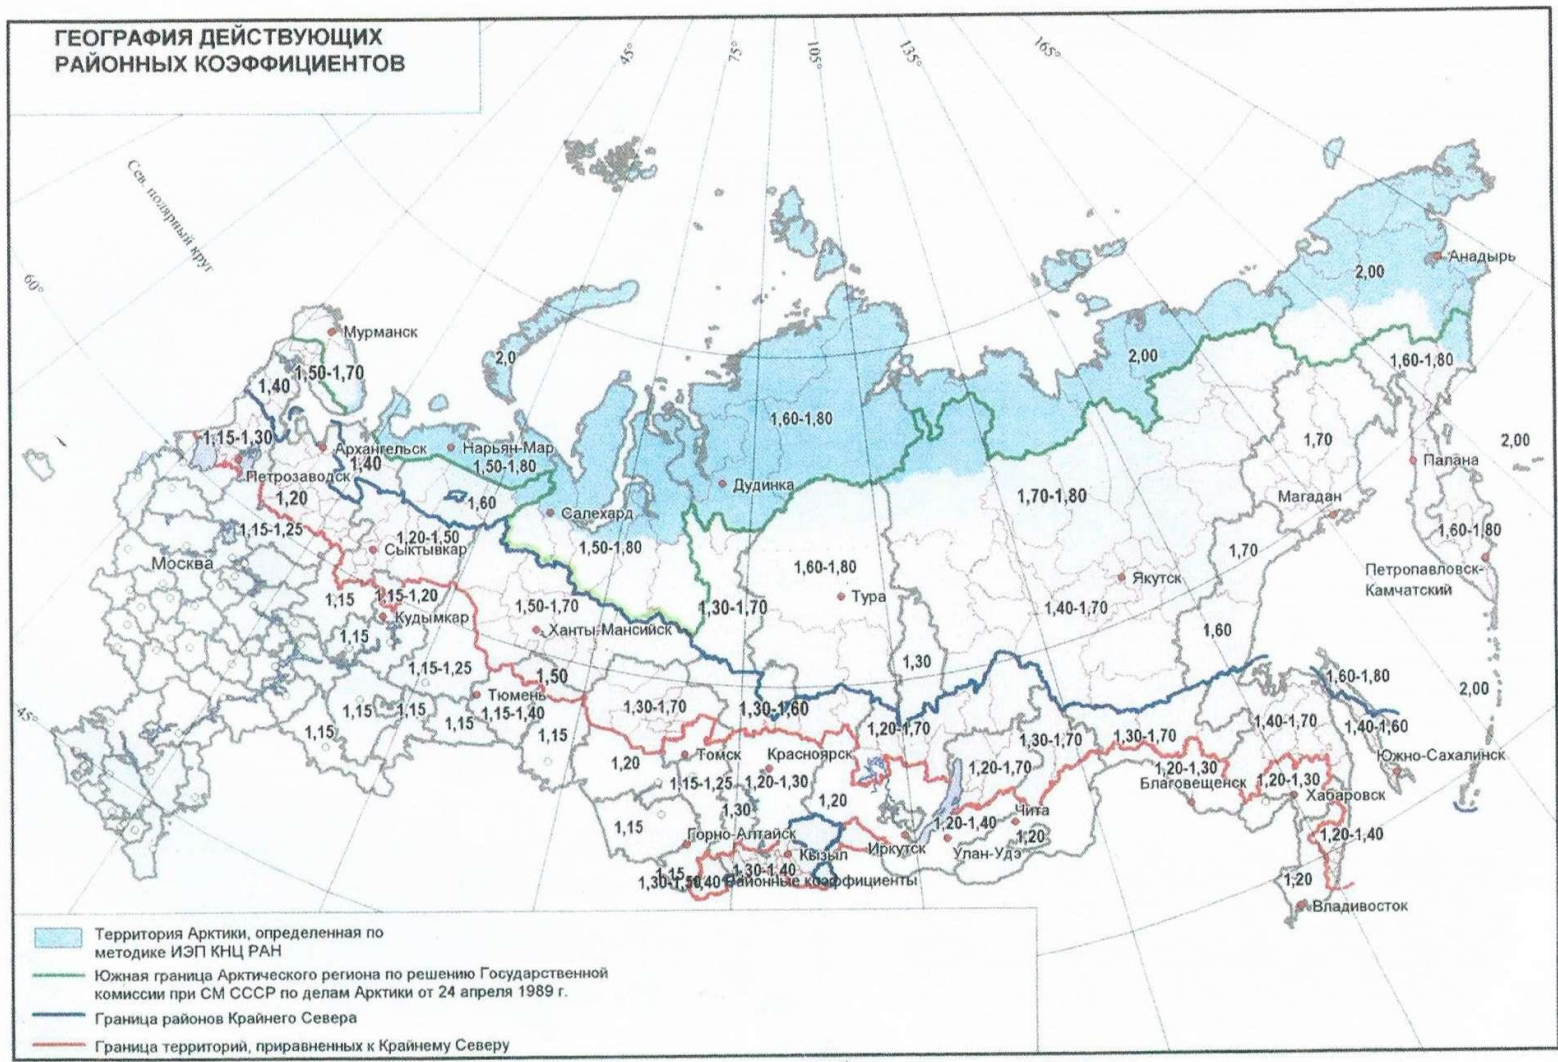 ГЕОГРАФИЯ ДЕЙСТВУЮЩИХ
РАЙОННЫХ КОЭФФИЦИЕНТОВ
45°
75°
105°
135°
165°
Сев. полярный круг
60°
45°
2,00
Анадырь
Мурманск
1,50-1,70
1,40
2,0
2,00
1,60-1,80
1,60-1,80
1,15-1,30
Архангельск
Нарьян-Мар
1,40
1,50-1,80
1,70
2,00
Палана
Петрозаводск
1,20
1,60
Салехард
Дудинка
1,70-1,80
Магадан
1,15-1,25
1,20-1,50
Сыктывкар
1,50-1,80
1,60-1,80
1,70
1,60-1,80
Москва
1,15
1,15-1,20
Кудымкар
1,15
1,50-1,70
Ханты-Мансийск
1,30-1,70
Тура
Якутск
1,40-1,70
Петропавловск-
Камчатский
1,60
1,15-1,25
1,50
1,30
1,60-1,80
2,00
Тюмень
1,15-1,40
1,15
1,15
1,15
1,15
1,15
1,30-1,70
1,30-1,60
1,20-1,70
1,30-1,70
1,30-1,70
1,40-1,70
1,40-1,60
Южно-Сахалинск
1,20
Томск
Красноярск
1,15-1,25
1,20-1,30
1,20-1,70
1,20-1,30
Благовещенск
1,20-1,30
Хабаровск
1,15
1,30
1,20
Чита
1,20-1,40
1,20
1,20-1,40
Горно-Алтайск
Кызыл
Иркутск
Улан-Удэ
1,15
1,30-1,40
1,30-1,50
1,40
Районные коэффициенты
1,20
Владивосток
Территория Арктики, определенная по
методике ИЭП КНЦ РАН
Южная граница Арктического региона по решению Государственной
комиссии при СМ СССР по делам Арктики от 24 апреля 1989 г.
Граница районов Крайнего Севера
Граница территорий, приравненных к Крайнему Северу